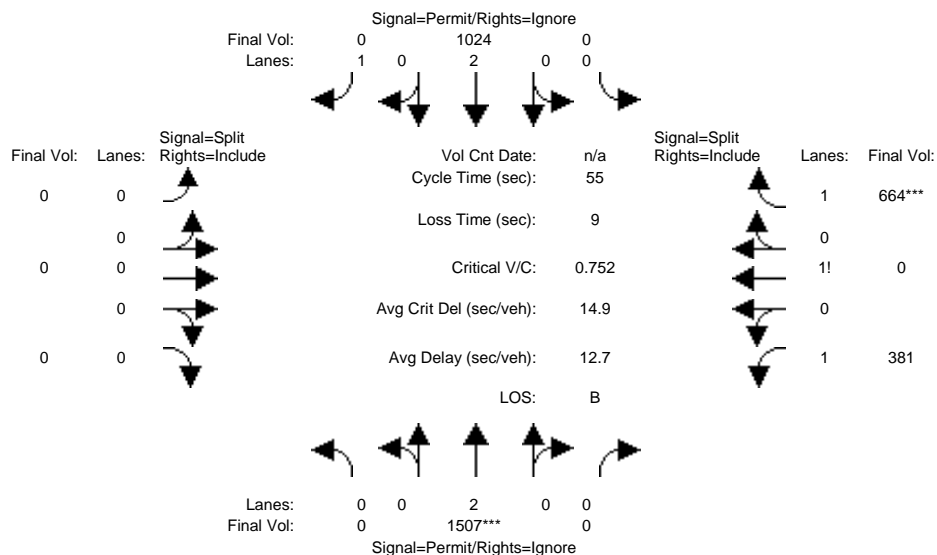 Signal=Permit/Rights=Ignore
Final Vol: 0 1024 0
Lanes: 1 0 2 0 0
Signal=Split
Final Vol: Lanes: Rights=Include
Vol Cnt Date: n/a
Signal=Split
Rights=Include Lanes: Final Vol:
Cycle Time (sec): 55
0 0
1 664***
Loss Time (sec): 9
0
0
0 0
Critical V/C: 0.752
1! 0
0
Avg Crit Del (sec/veh): 14.9
0
0 0
Avg Delay (sec/veh): 12.7
1 381
LOS: B
Lanes: 0 0 2 0 0
Final Vol: 0 1507*** 0
Signal=Permit/Rights=Ignore